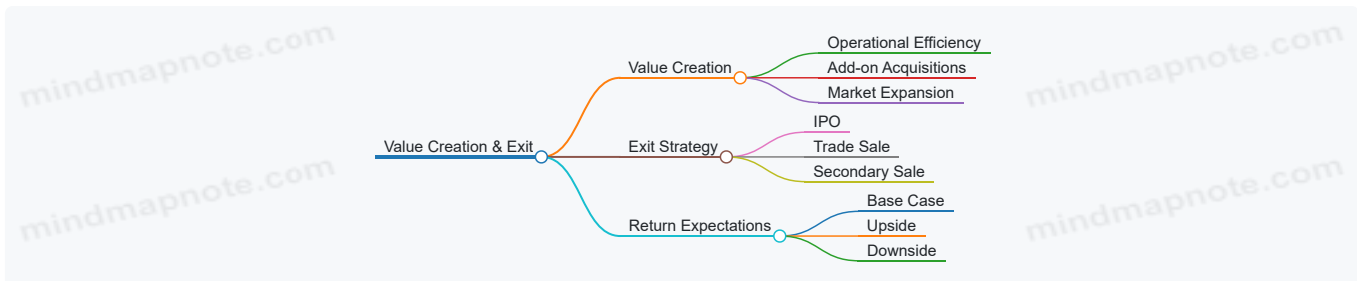 mindmapnote.com
mindmapnote.com
Operational Efficiency
Value Creation
Add-on Acquisitions
Market Expansion
IPO
Value Creation & Exit
Exit Strategy
Trade Sale
Secondary Sale
mindmapnote.com
mindmapnote.com
Base Case
Return Expectations
Upside
Downside